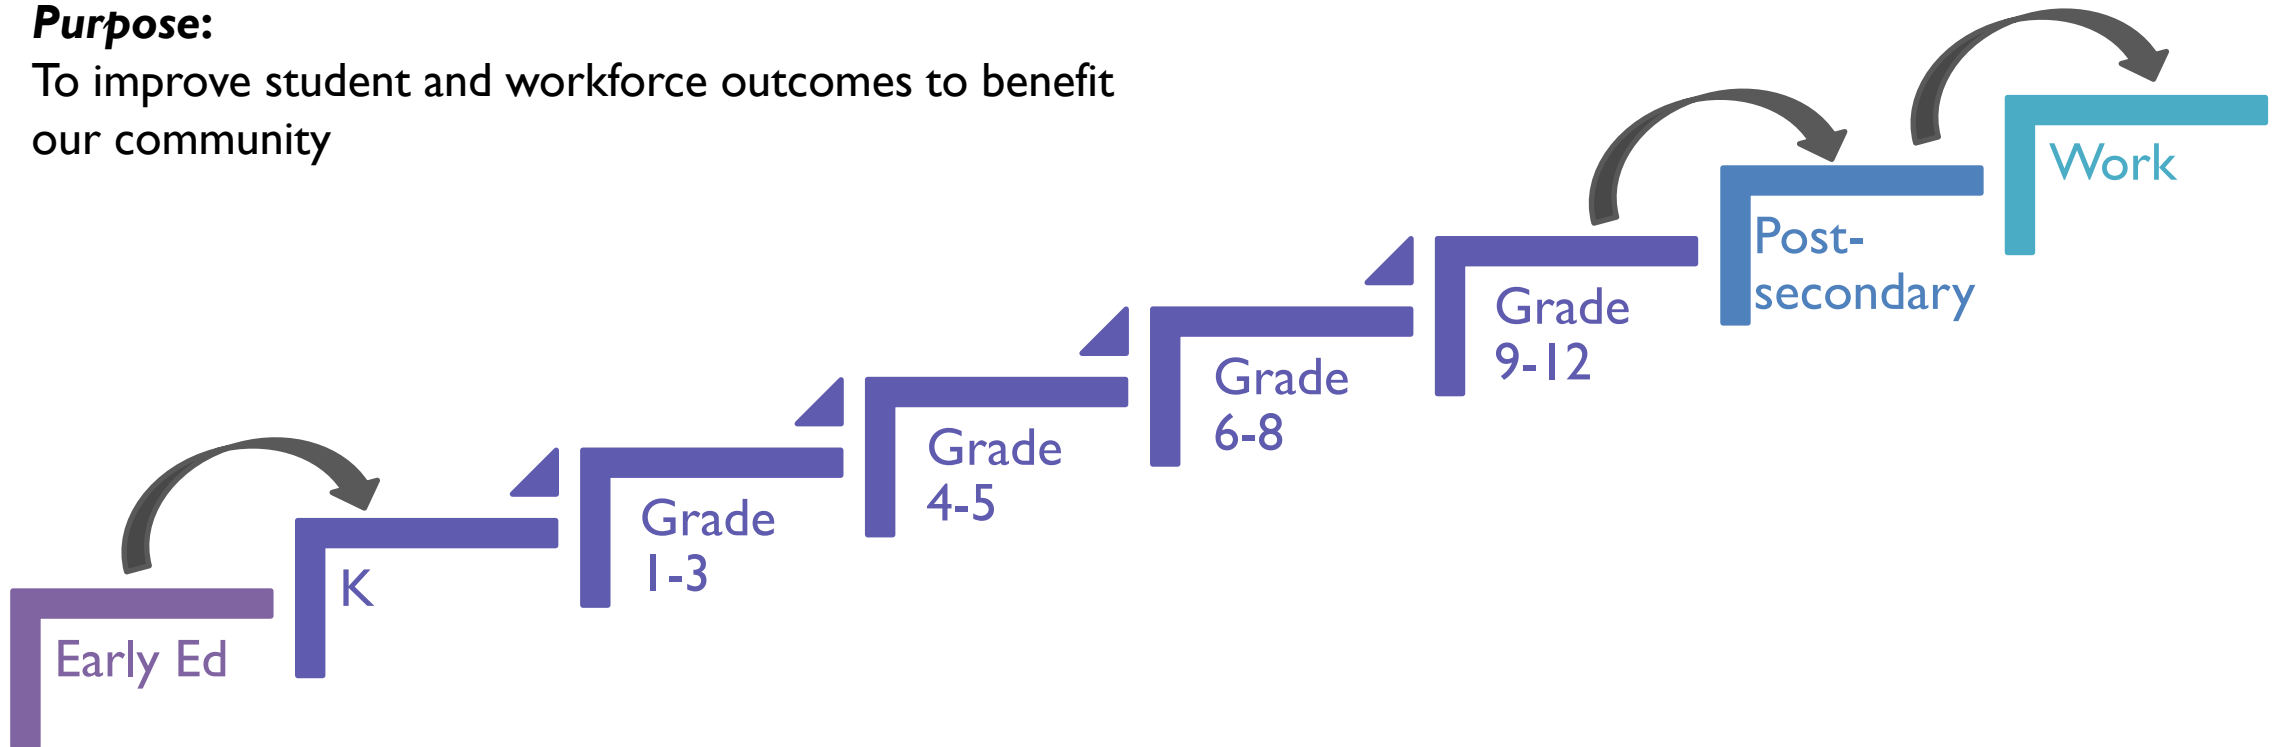 Purpose:
To improve student and workforce outcomes to benefit
our community
Early Ed
K
Grade
1-3
Grade
4-5
Grade
6-8
Grade
9-12
Post-
secondary
Work